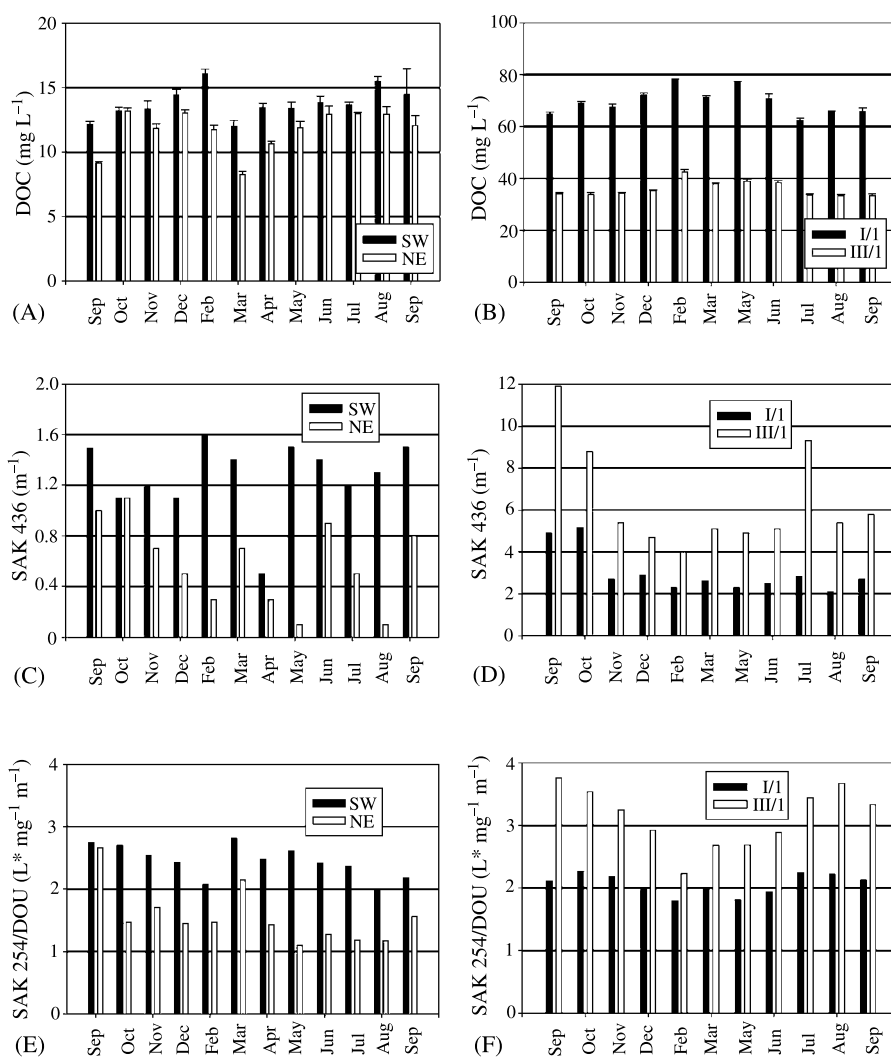 20
15
10
5
0
DOC (mg L⁻¹)
SW
NE
Sep
Oct
Nov
Dec
Feb
Mar
Apr
May
Jun
Jul
Aug
Sep
(A)
100
80
60
40
20
0
DOC (mg L⁻¹)
I/1
III/1
Sep
Oct
Nov
Dec
Feb
Mar
May
Jun
Jul
Aug
Sep
(B)
2.0
1.6
1.2
0.8
0.4
0
SAK 436 (m⁻¹)
SW
NE
Sep
Oct
Nov
Dec
Feb
Mar
Apr
May
Jun
Jul
Aug
Sep
(C)
12
10
8
6
4
2
0
SAK 436 (m⁻¹)
I/1
III/1
Sep
Oct
Nov
Dec
Feb
Mar
May
Jun
Jul
Aug
Sep
(D)
4
3
2
1
0
SAK 254/DOU (L* mg⁻¹ m⁻¹)
SW
NE
Sep
Oct
Nov
Dec
Feb
Mar
Apr
May
Jun
Jul
Aug
Sep
(E)
4
3
2
1
0
SAK 254/DOU (L* mg⁻¹ m⁻¹)
I/1
III/1
Sep
Oct
Nov
Dec
Feb
Mar
May
Jun
Jul
Aug
Sep
(F)